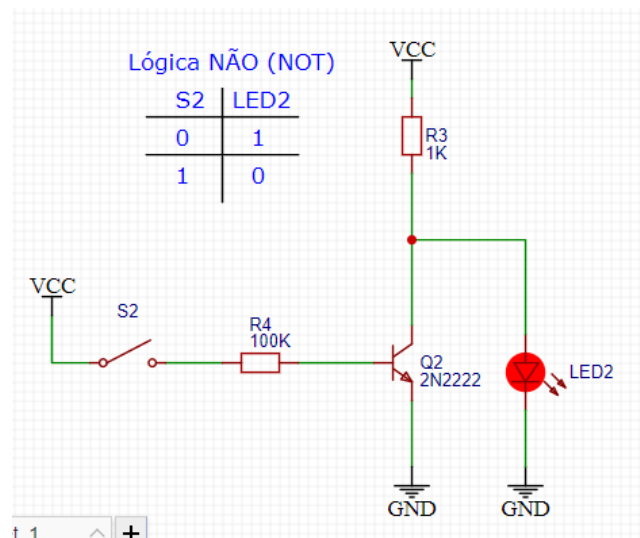 Lógica NÃO (NOT)
S2 LED2
0 1
1 0
VCC
R3
1K
VCC
S2
R4
100K
Q2
2N2222
LED2
GND
GND